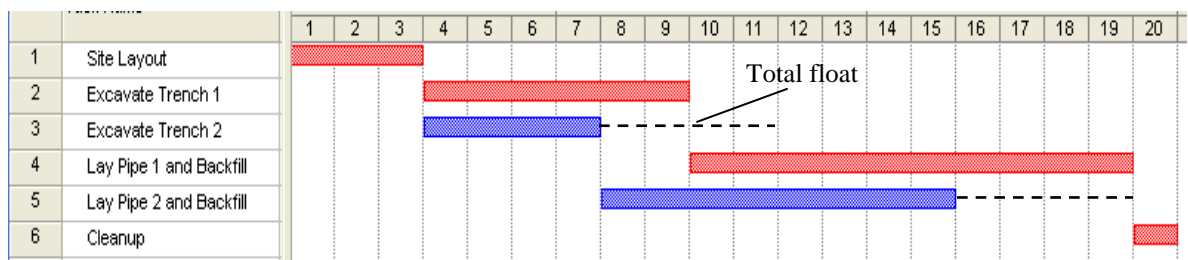 1 2 3 4 5 6 7 8 9 10 11 12 13 14 15 16 17 18 19 20
1 Site Layout
Total float
2 Excavate Trench 1
3 Excavate Trench 2
4 Lay Pipe 1 and Backfill
5 Lay Pipe 2 and Backfill
6 Cleanup